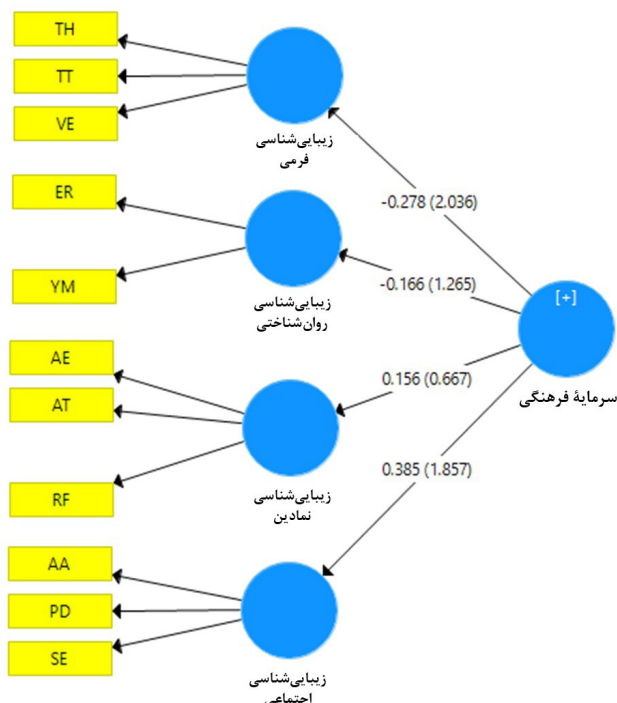 TH
TT
VE
زیبایی‌شناسی
فرمی
-0.278 (2.036)
ER
YM
زیبایی‌شناسی
روان‌شناختی
-0.166 (1.265)
[+]
سرمایهٔ فرهنگی
AE
AT
RF
زیبایی‌شناسی
نمادین
0.156 (0.667)
0.385 (1.857)
AA
PD
SE
زیبایی‌شناسی
اجتماعی